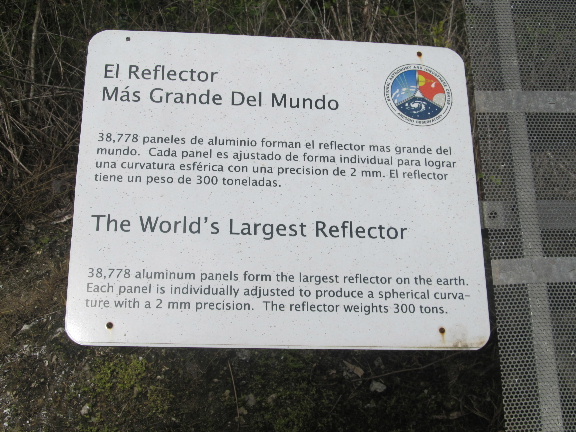 El Reflector
Más Grande Del Mundo
38,778 paneles de aluminio forman el reflector mas grande del
mundo. Cada panel es ajustado de forma individual para lograr
una curvatura esférica con una precision de 2 mm. El reflector
tiene un peso de 300 toneladas.
The World's Largest Reflector
38,778 aluminum panels form the largest reflector on the earth.
Each panel is individually adjusted to produce a spherical curva-
ture with a 2 mm precision. The reflector weights 300 tons.